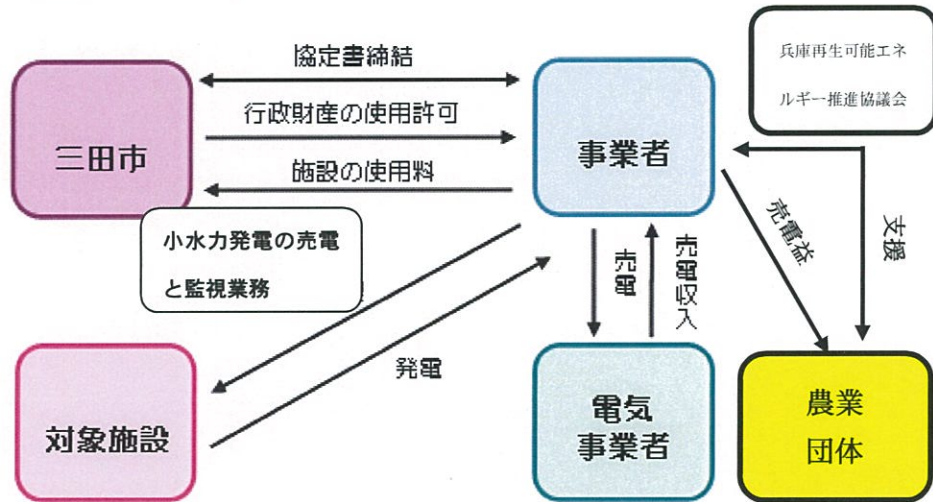 協定書締結
兵庫再生可能エネ
ルギー推進協議会
行政財産の使用許可
三田市
事業者
施設の使用料
小水力発電の売電
と監視業務
売電
売電収入
売電益
支援
発電
対象施設
電気
事業者
農業
団体